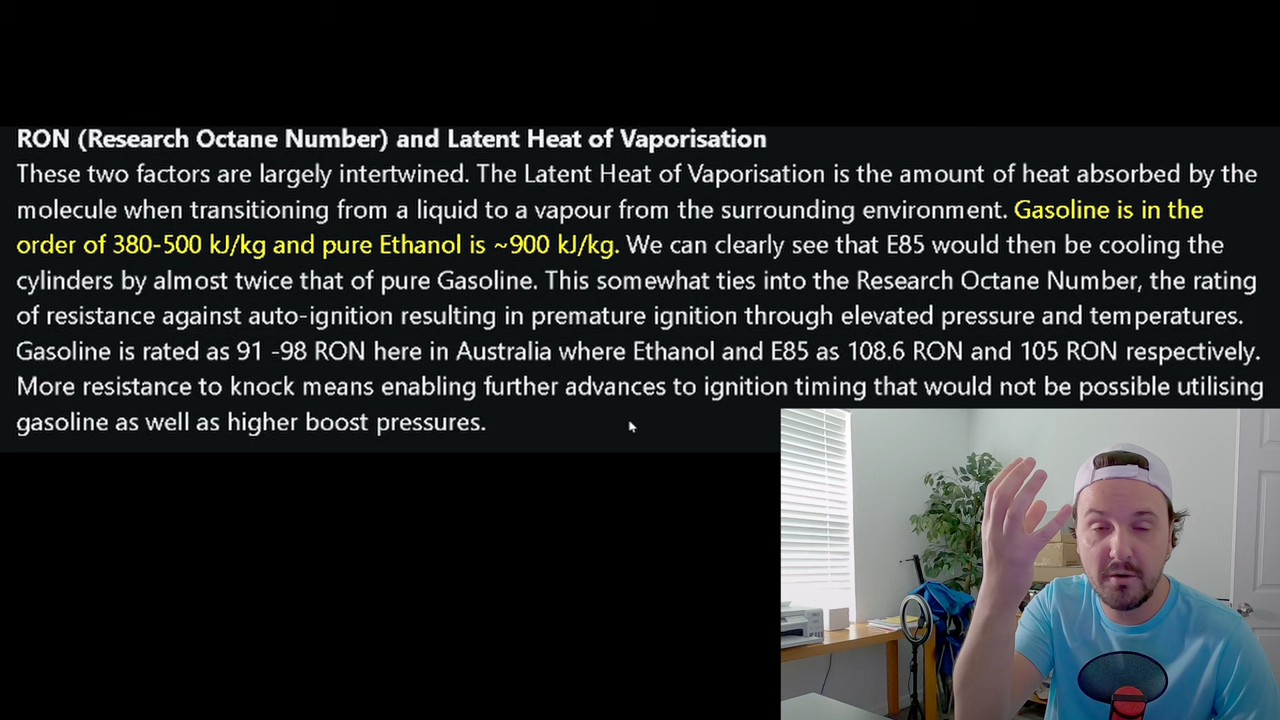 RON (Research Octane Number) and Latent Heat of Vaporisation
These two factors are largely intertwined. The Latent Heat of Vaporisation is the amount of heat absorbed by the
molecule when transitioning from a liquid to a vapour from the surrounding environment. Gasoline is in the
order of 380-500 kJ/kg and pure Ethanol is ~900 kJ/kg. We can clearly see that E85 would then be cooling the
cylinders by almost twice that of pure Gasoline. This somewhat ties into the Research Octane Number, the rating
of resistance against auto-ignition resulting in premature ignition through elevated pressure and temperatures.
Gasoline is rated as 91 -98 RON here in Australia where Ethanol and E85 as 108.6 RON and 105 RON respectively.
More resistance to knock means enabling further advances to ignition timing that would not be possible utilising
gasoline as well as higher boost pressures.